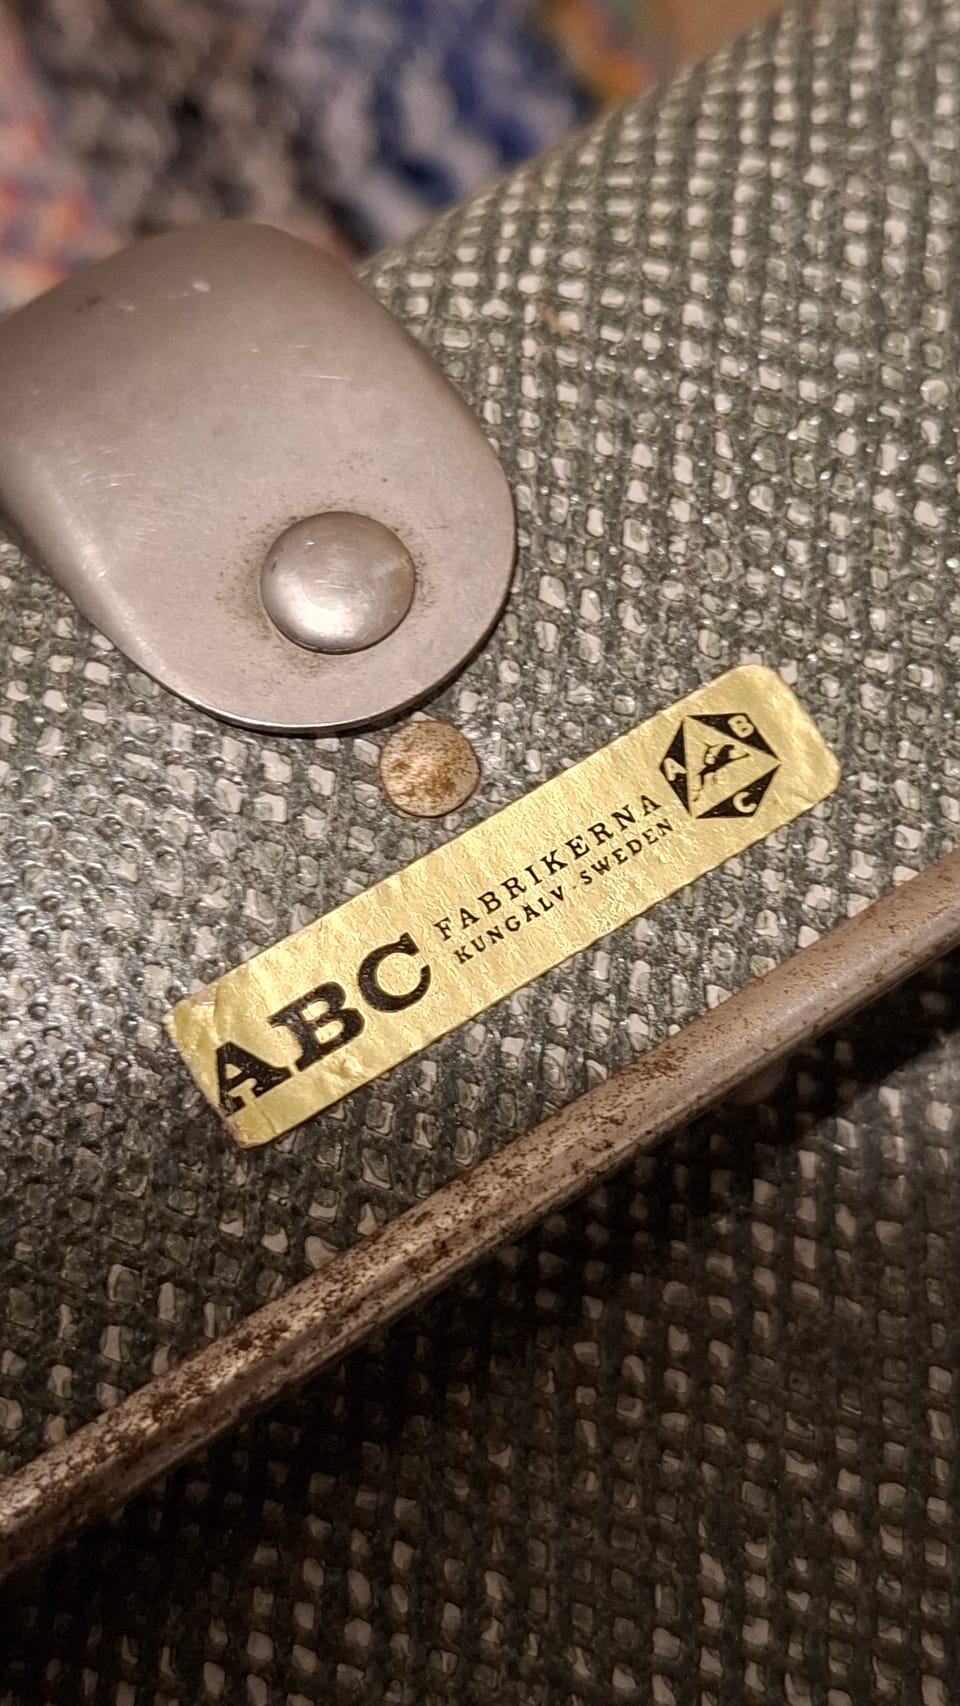 ABC
FABRIKERNA
KUNGÄLV·SWEDEN
A B C